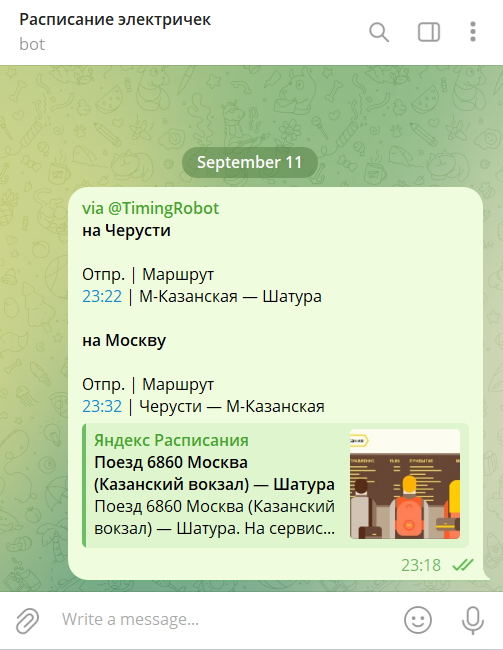 Расписание электричек
bot
September 11
via @TimingRobot
на Черусти
Отпр. | Маршрут
23:22 | М-Казанская — Шатура
на Москву
Отпр. | Маршрут
23:32 | Черусти — М-Казанская
Яндекс Расписания
Поезд 6860 Москва
(Казанский вокзал) — Шатура
Поезд 6860 Москва (Казанский
вокзал) — Шатура. На сервис...
23:18
Write a message...